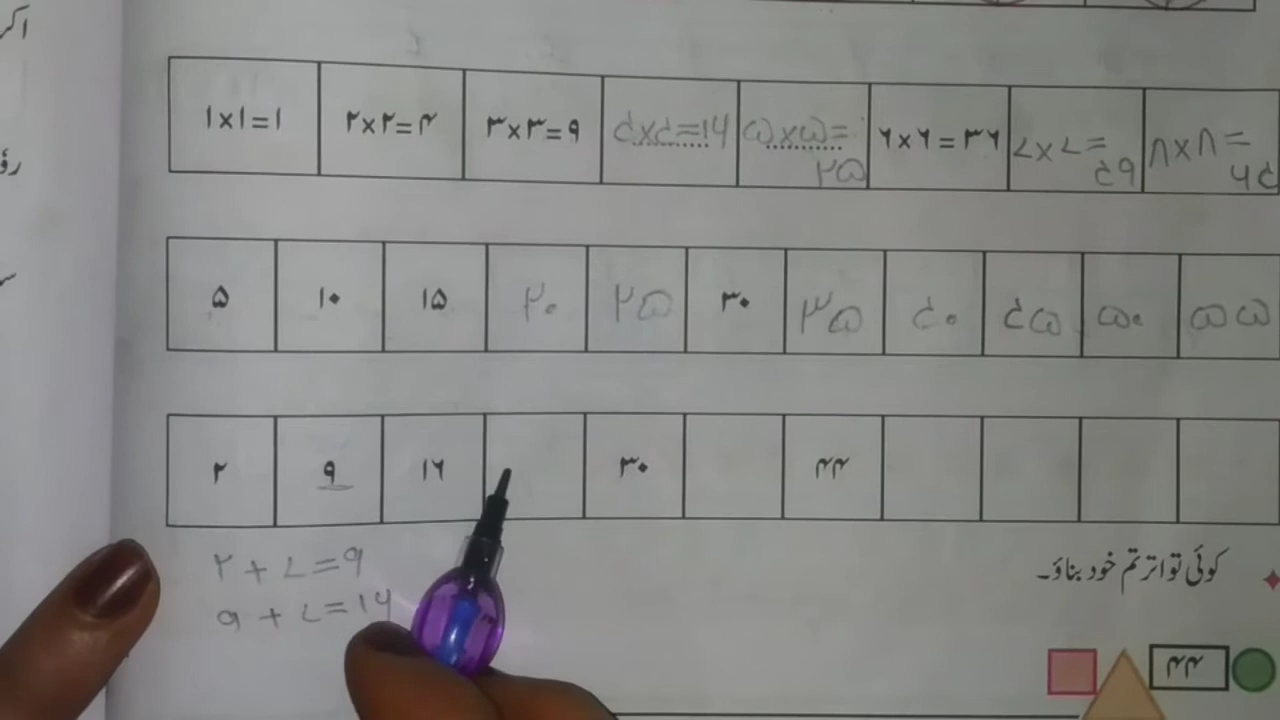 ۱×۱=۱ ۲×۲=۴ ۳×۳=۹ ۴×۴=۱۶ ۵×۵=۲۵ ۶×۶=۳۶ ۷×۷=۴۹ ۸×۸=۶۴
۵ ۱۰ ۱۵ ۲۰ ۲۵ ۳۰ ۳۵ ۴۰ ۴۵ ۵۰ ۵۵
۲ ۹ ۱۶ ۳۰ ۴۴
۲+۷=۹
۹+۷=۱۶
کوئی تواتر تم خود بناؤ۔
۴۴